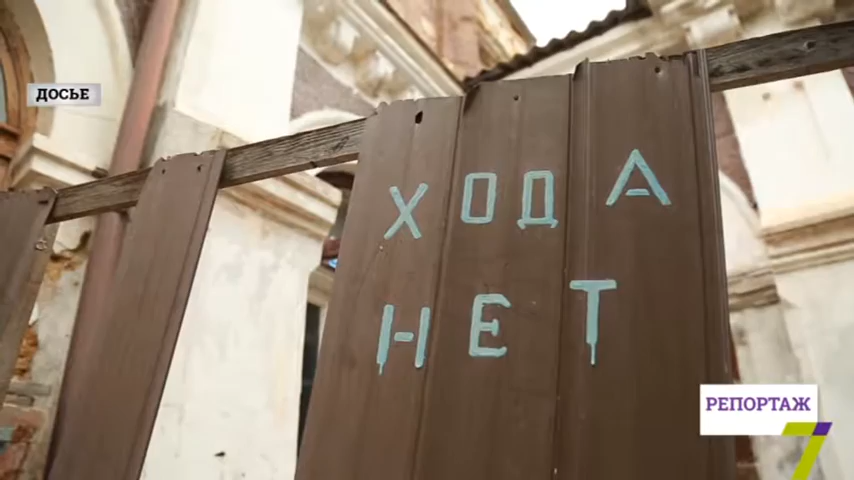 ДОСЬЕ
ХОДА
НЕТ
РЕПОРТАЖ
7